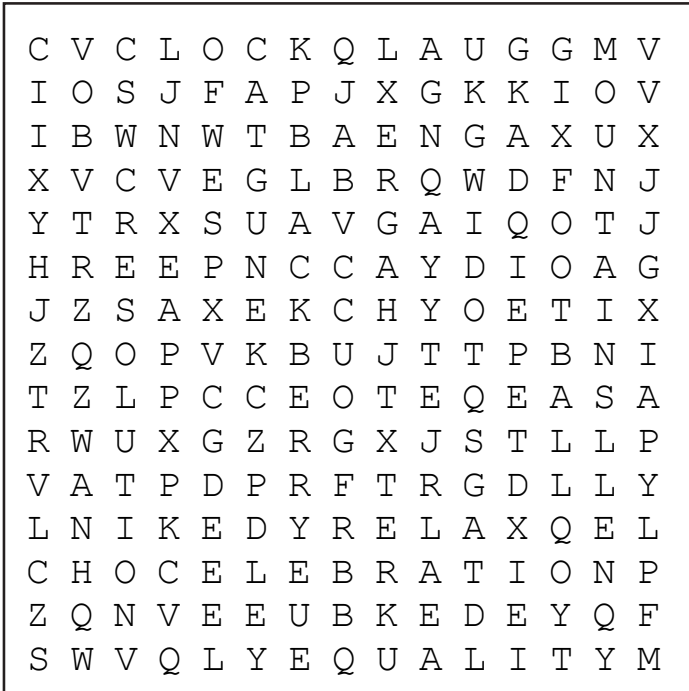 C V C L O C K Q L A U G G M V
I O S J F A P J X G K K I O V
I B W N W T B A E N G A X U X
X V C V E G L B R Q W D F N J
Y T R X S U A V G A I Q O T J
H R E E P N C C A Y D I O A G
J Z S A X E K C H Y O E T I X
Z Q O P V K B U J T T P B N I
T Z L P C C E O T E Q E A S A
R W U X G Z R G X J S T L L P
V A T P D P R F T R G D L L Y
L N I K E D Y R E L A X Q E L
C H O C E L E B R A T I O N P
Z Q N V E E U B K E D E Y Q F
S W V Q L Y E Q U A L I T Y M